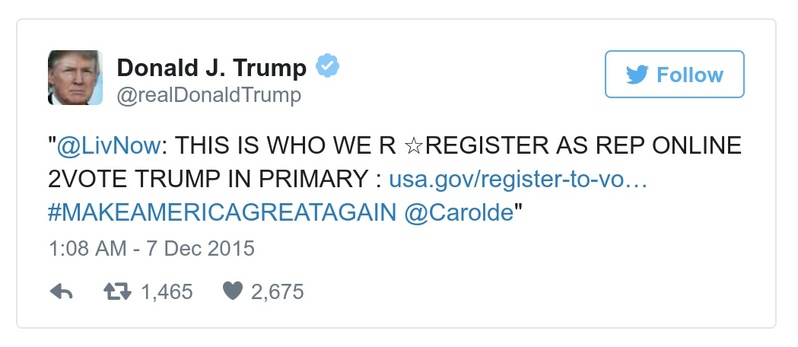 Donald J. Trump
Follow
@realDonaldTrump
"@LivNow: THIS IS WHO WE R ☆REGISTER AS REP ONLINE
2VOTE TRUMP IN PRIMARY : usa.gov/register-to-vo…
#MAKEAMERICAGREATAGAIN @Carolde"
1:08 AM - 7 Dec 2015
1,465 2,675